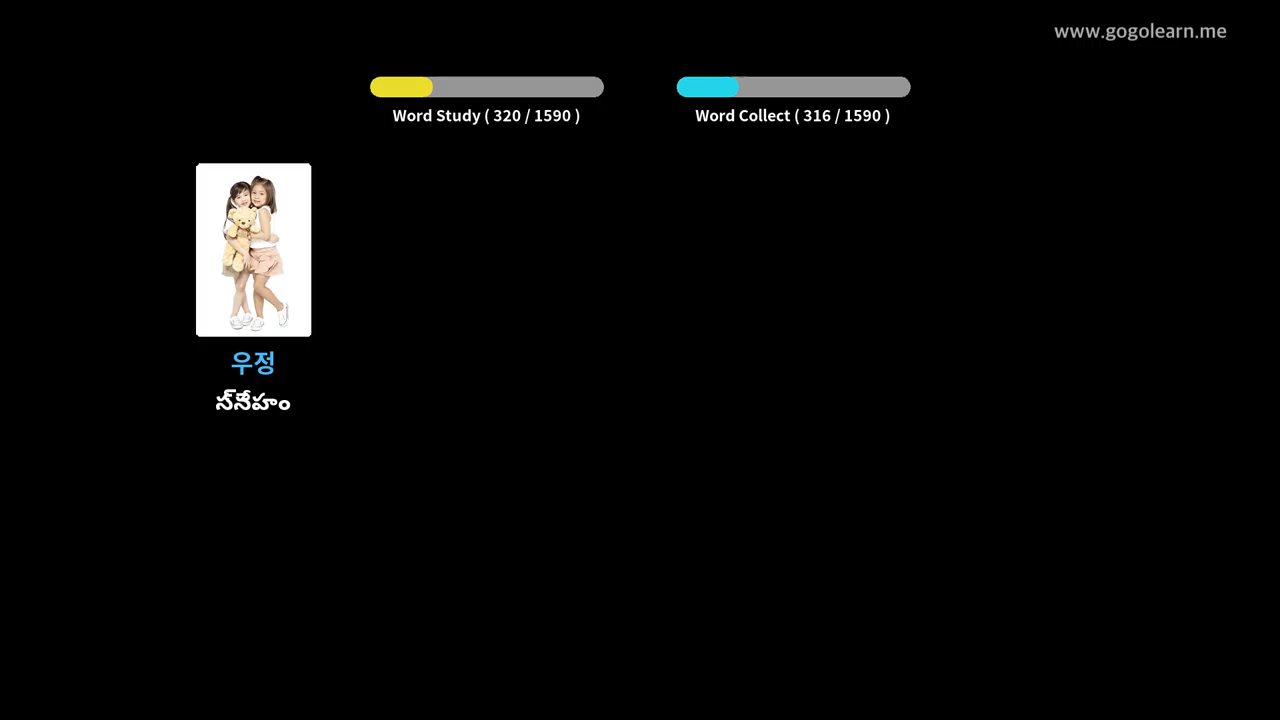 www.gogolearn.me
Word Study ( 320 / 1590 )
Word Collect ( 316 / 1590 )
우정
స్నేహం